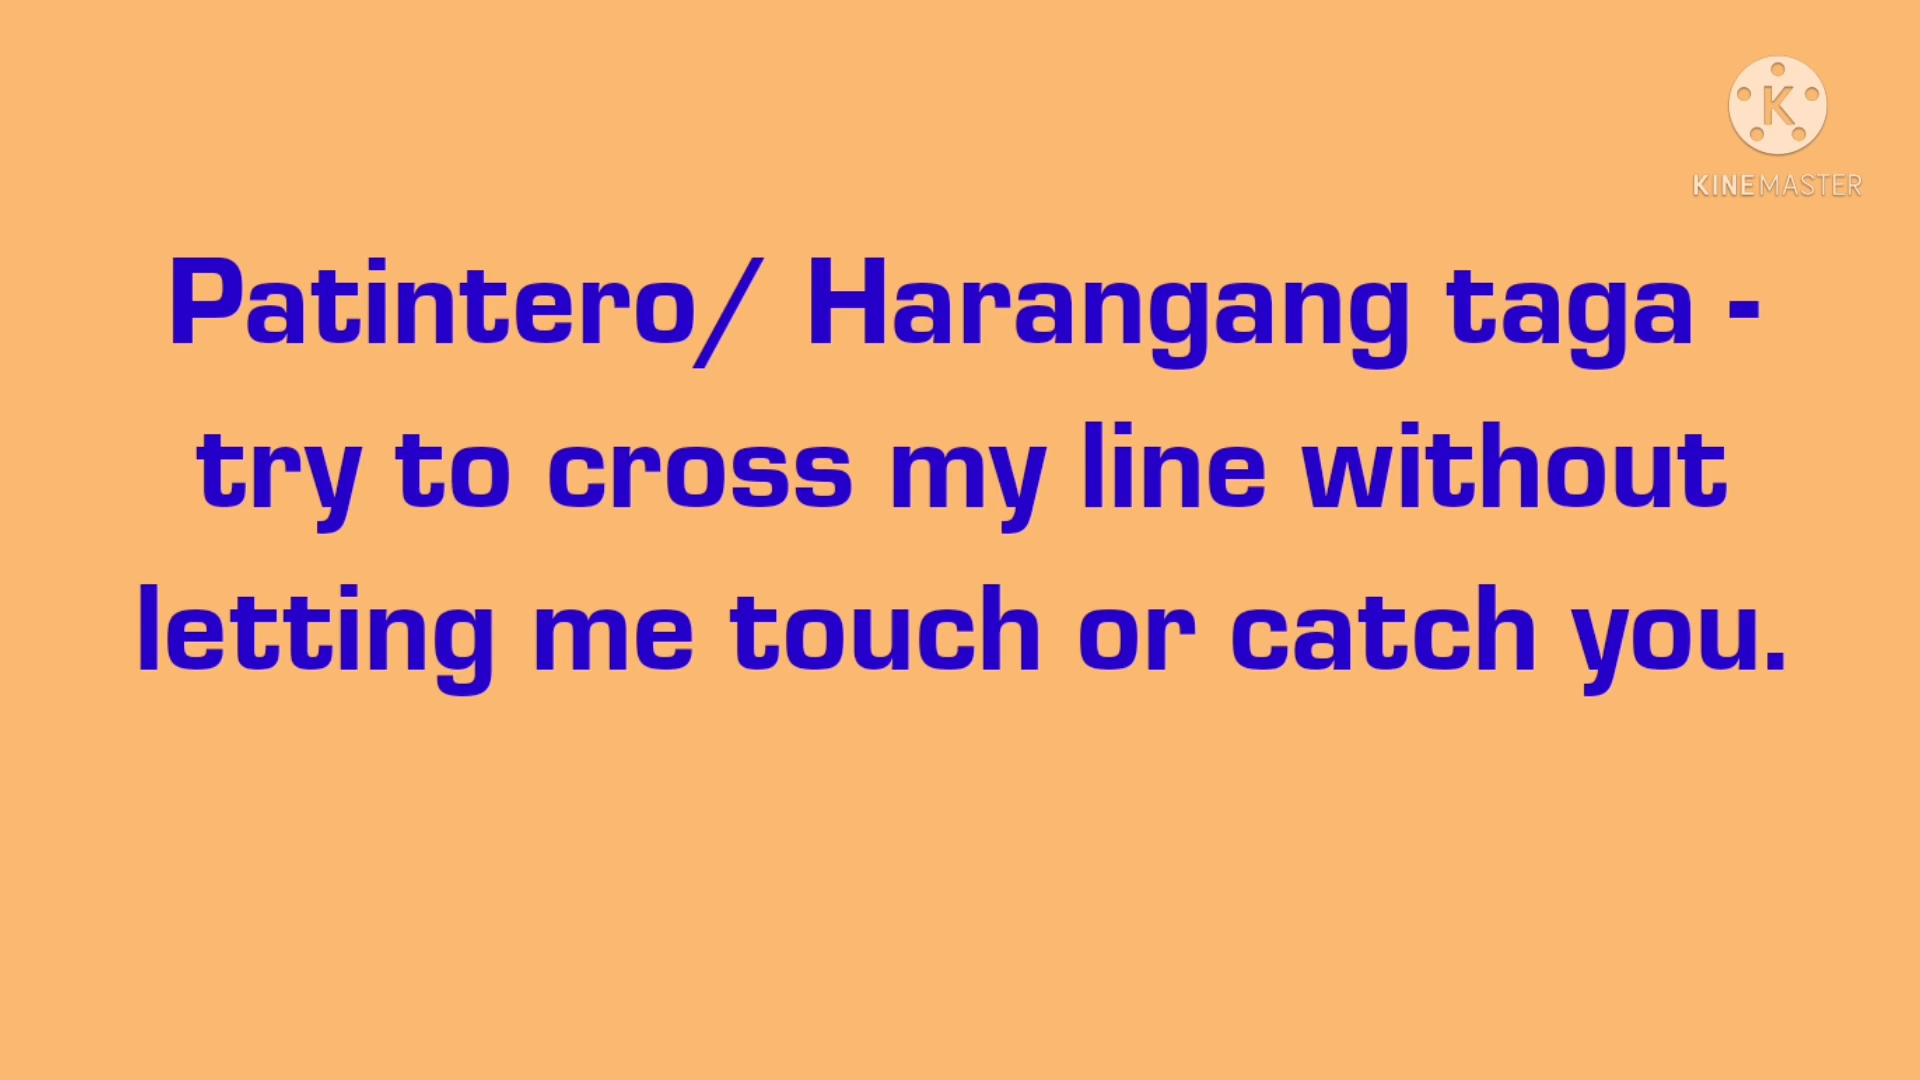 K
KINEMASTER
Patintero/ Harangang taga -
try to cross my line without
letting me touch or catch you.